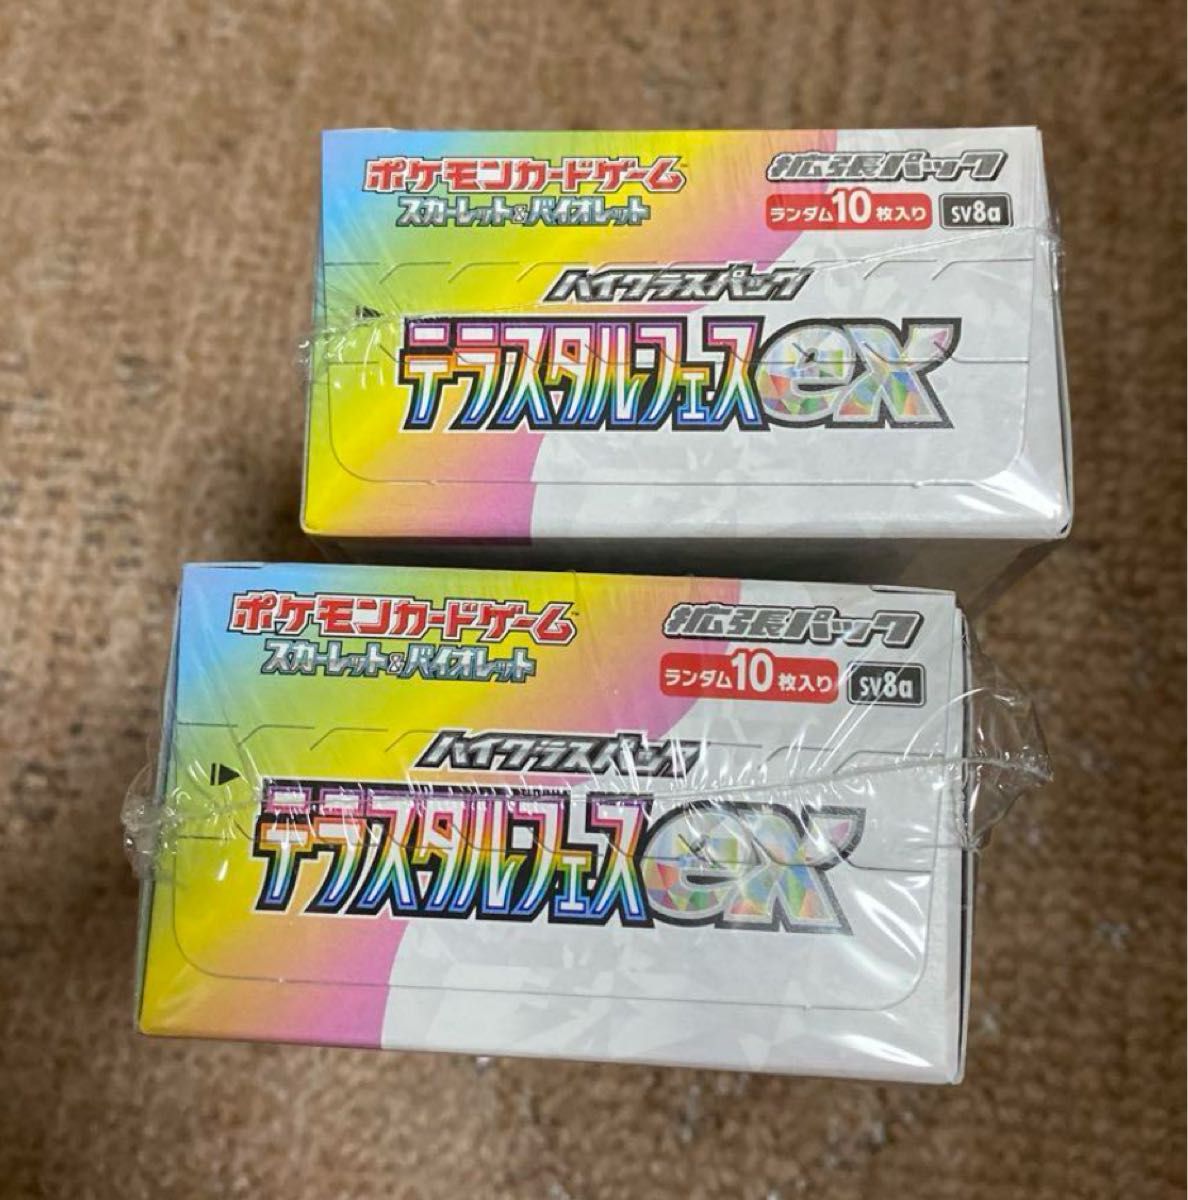 ポケモンカードゲーム
スカーレット&バイオレット
拡張パック
ランダム10枚入り SV8a
ハイクラスパック
テラスタルフェスex
ポケモンカードゲーム™
スカーレット&バイオレット
拡張パック
ランダム10枚入り SV8a
ハイクラスパック
テラスタルフェスex